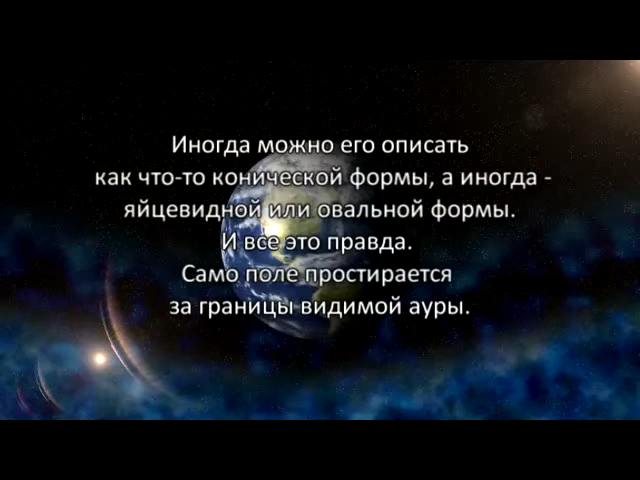 Иногда можно его описать
как что-то конической формы, а иногда -
яйцевидной или овальной формы.
И все это правда.
Само поле простирается
за границы видимой ауры.